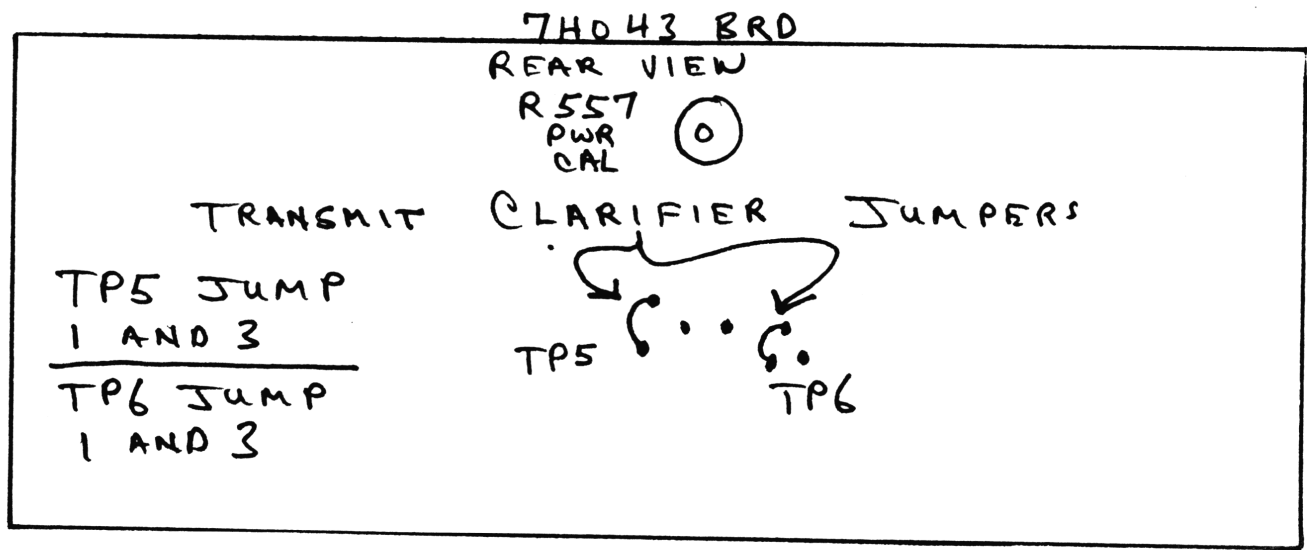 7H043 BRD
REAR VIEW
R557
PWR
CAL
TRANSMIT CLARIFIER JUMPERS
TP5 JUMP
1 AND 3
TP6 JUMP
1 AND 3
TP5
TP6